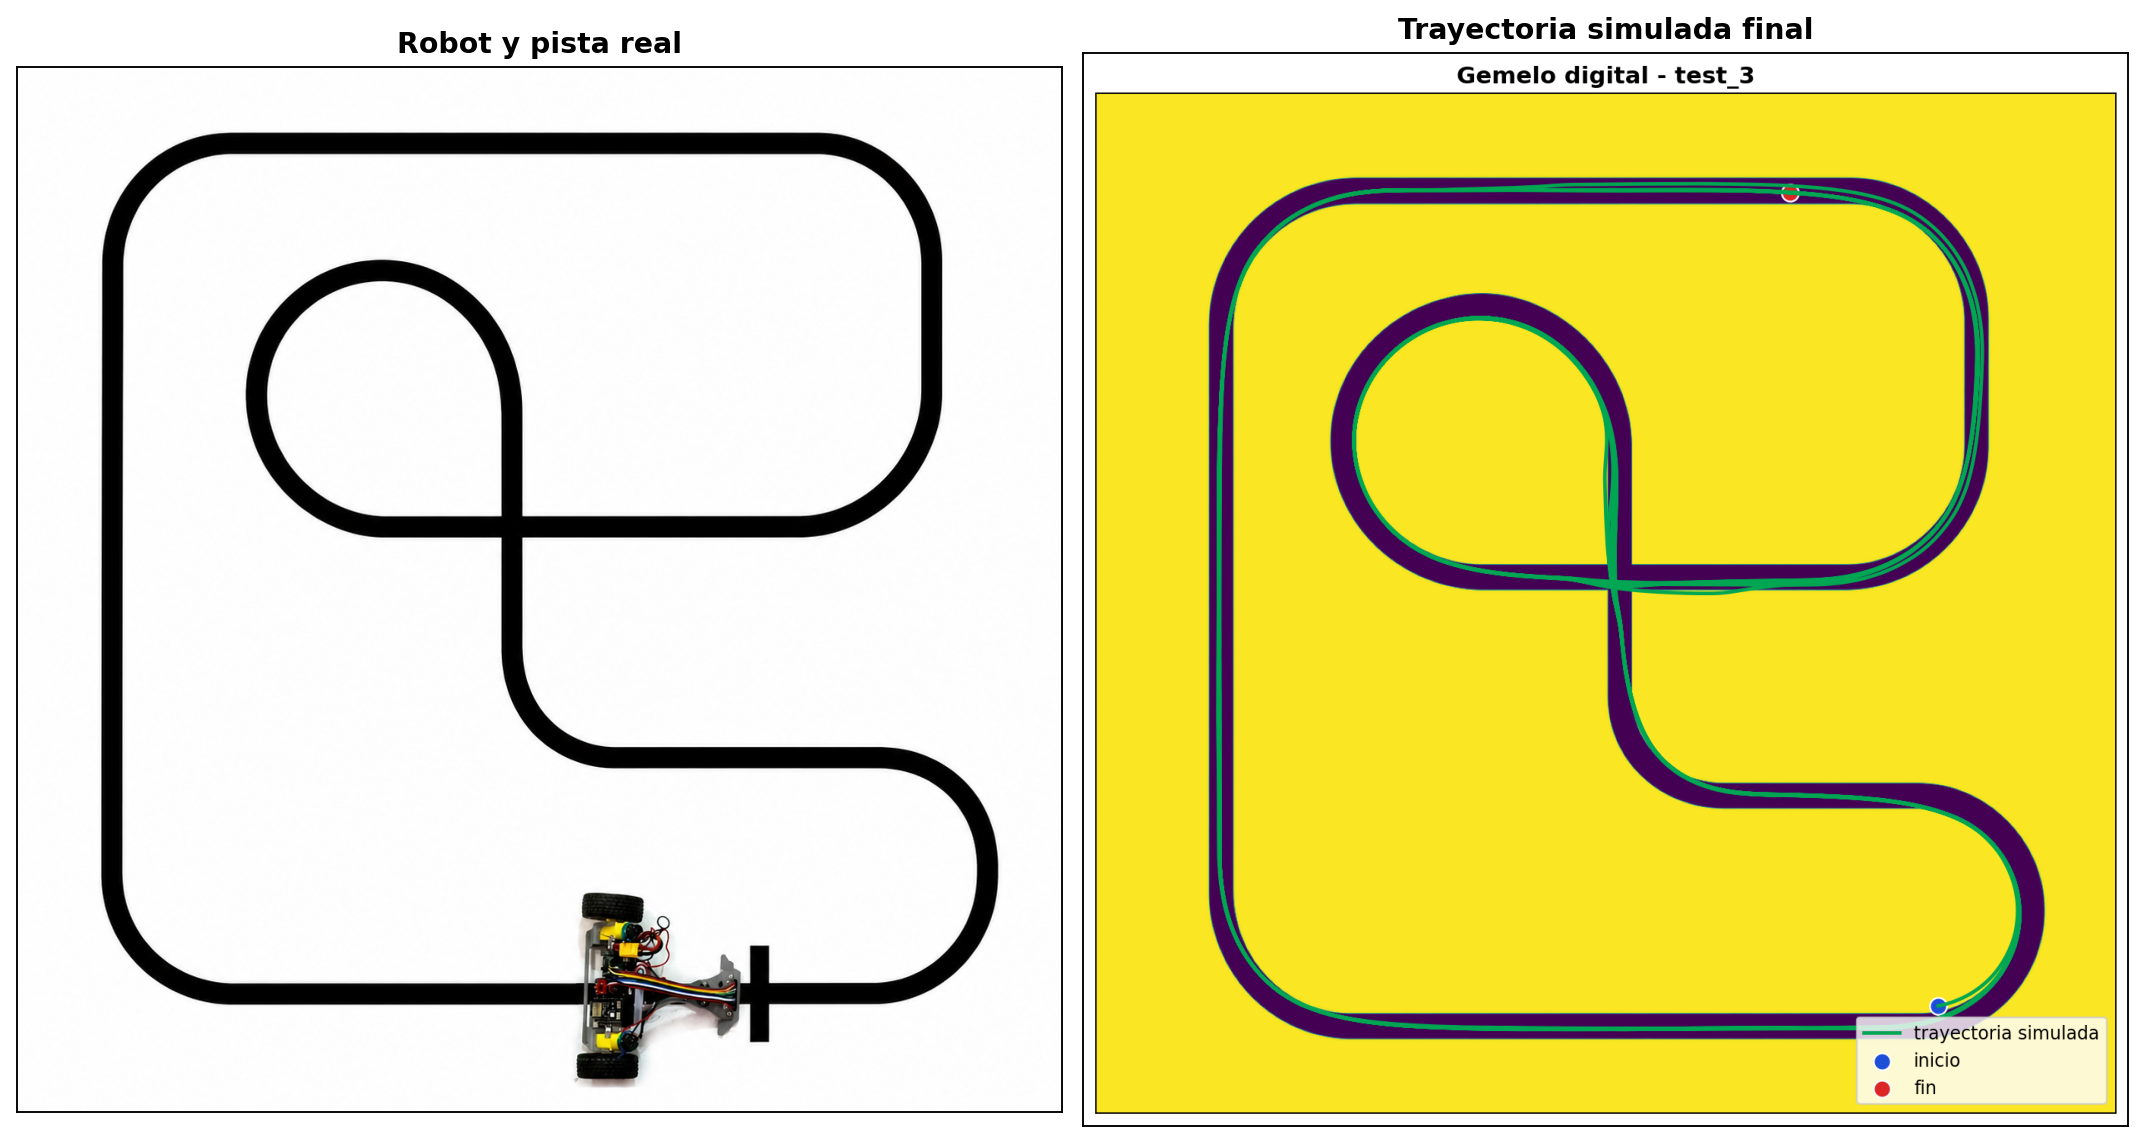 Robot y pista real
Trayectoria simulada final
Gemelo digital - test_3
trayectoria simulada
inicio
fin